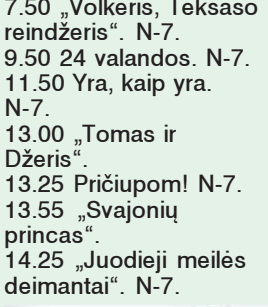 7.50 „Volkeris, Teksaso
reindžeris“. N-7.
9.50 24 valandos. N-7.
11.50 Yra, kaip yra.
N-7.
13.00 „Tomas ir
Džeris“.
13.25 Pričiupom! N-7.
13.55 „Svajonių
princas“.
14.25 „Juodieji meilės
deimantai“. N-7.